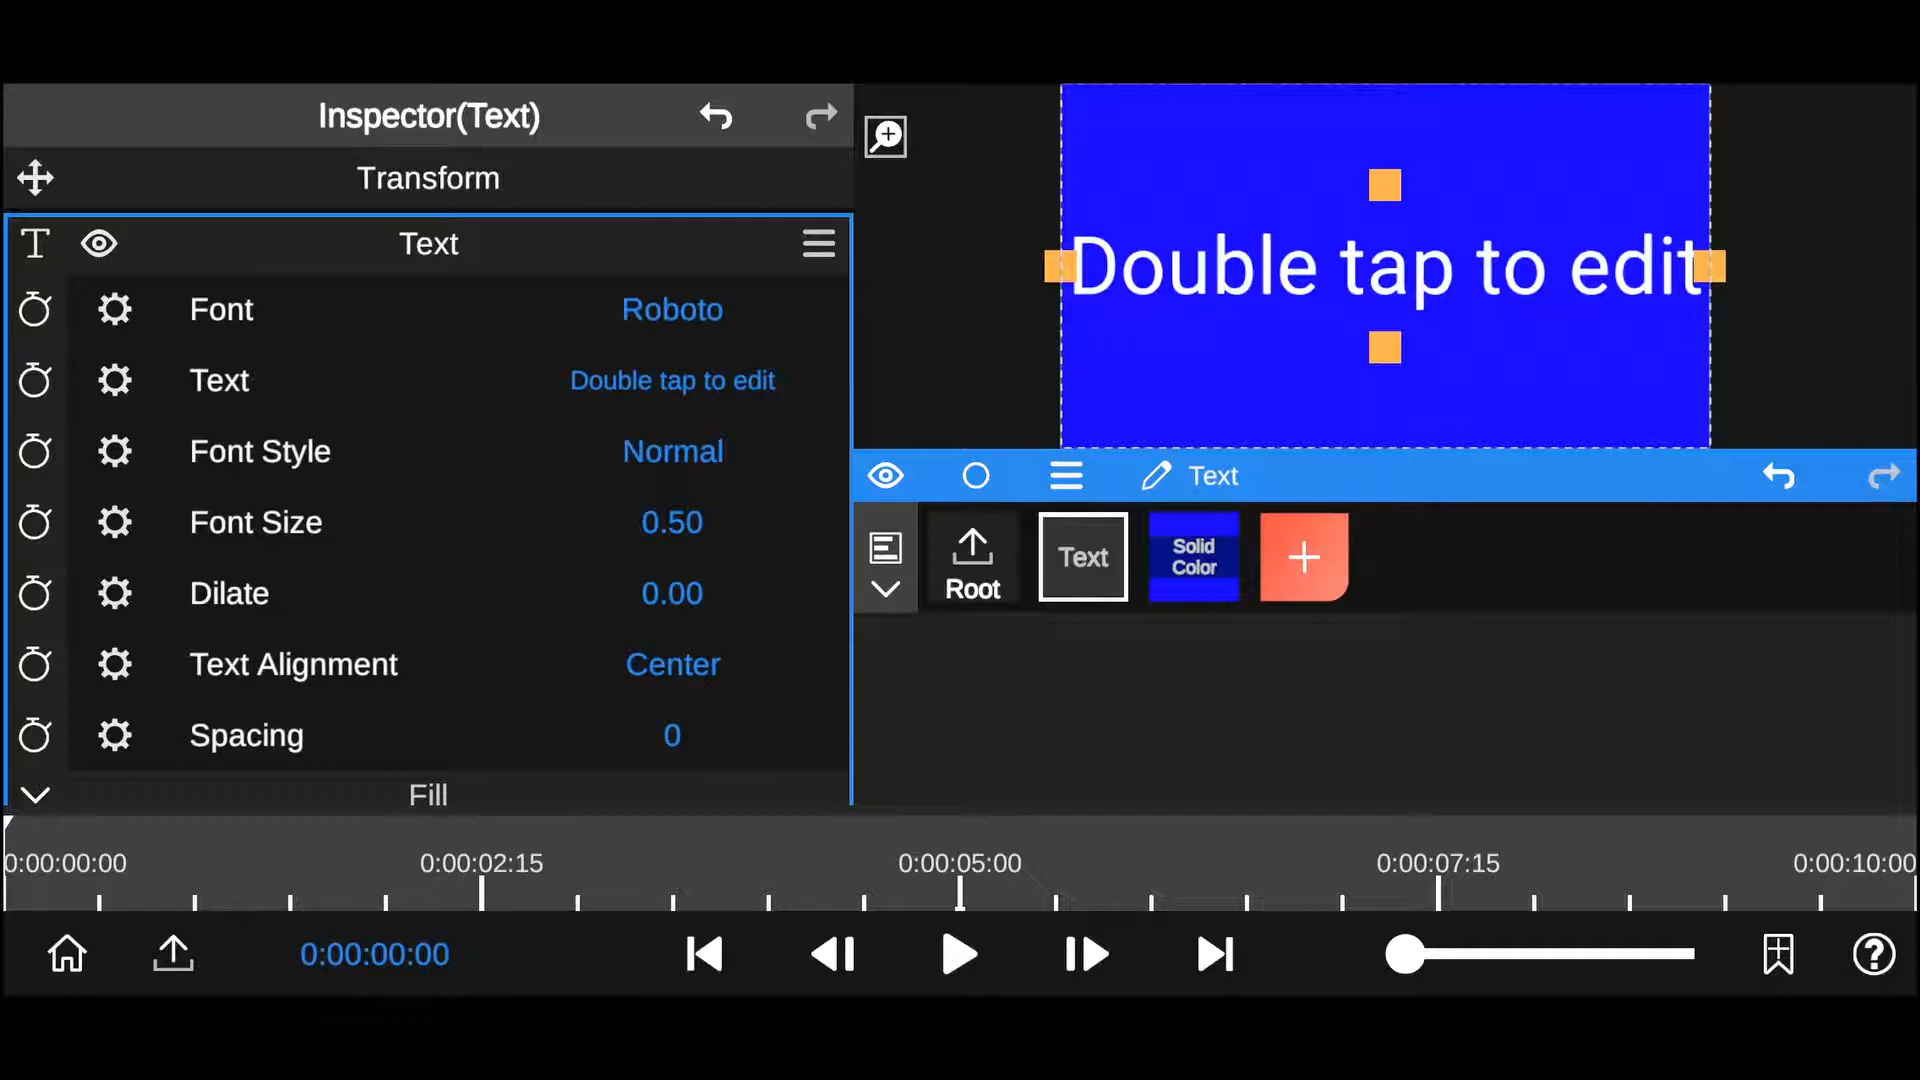 Inspector(Text)
Transform
Text
Font Roboto
Text Double tap to edit
Font Style Normal
Font Size 0.50
Dilate 0.00
Text Alignment Center
Spacing 0
Fill
Double tap to edit
Text
Root
Text
Solid
Color
0:00:00:00 0:00:02:15 0:00:05:00 0:00:07:15 0:00:10:00
0:00:00:00